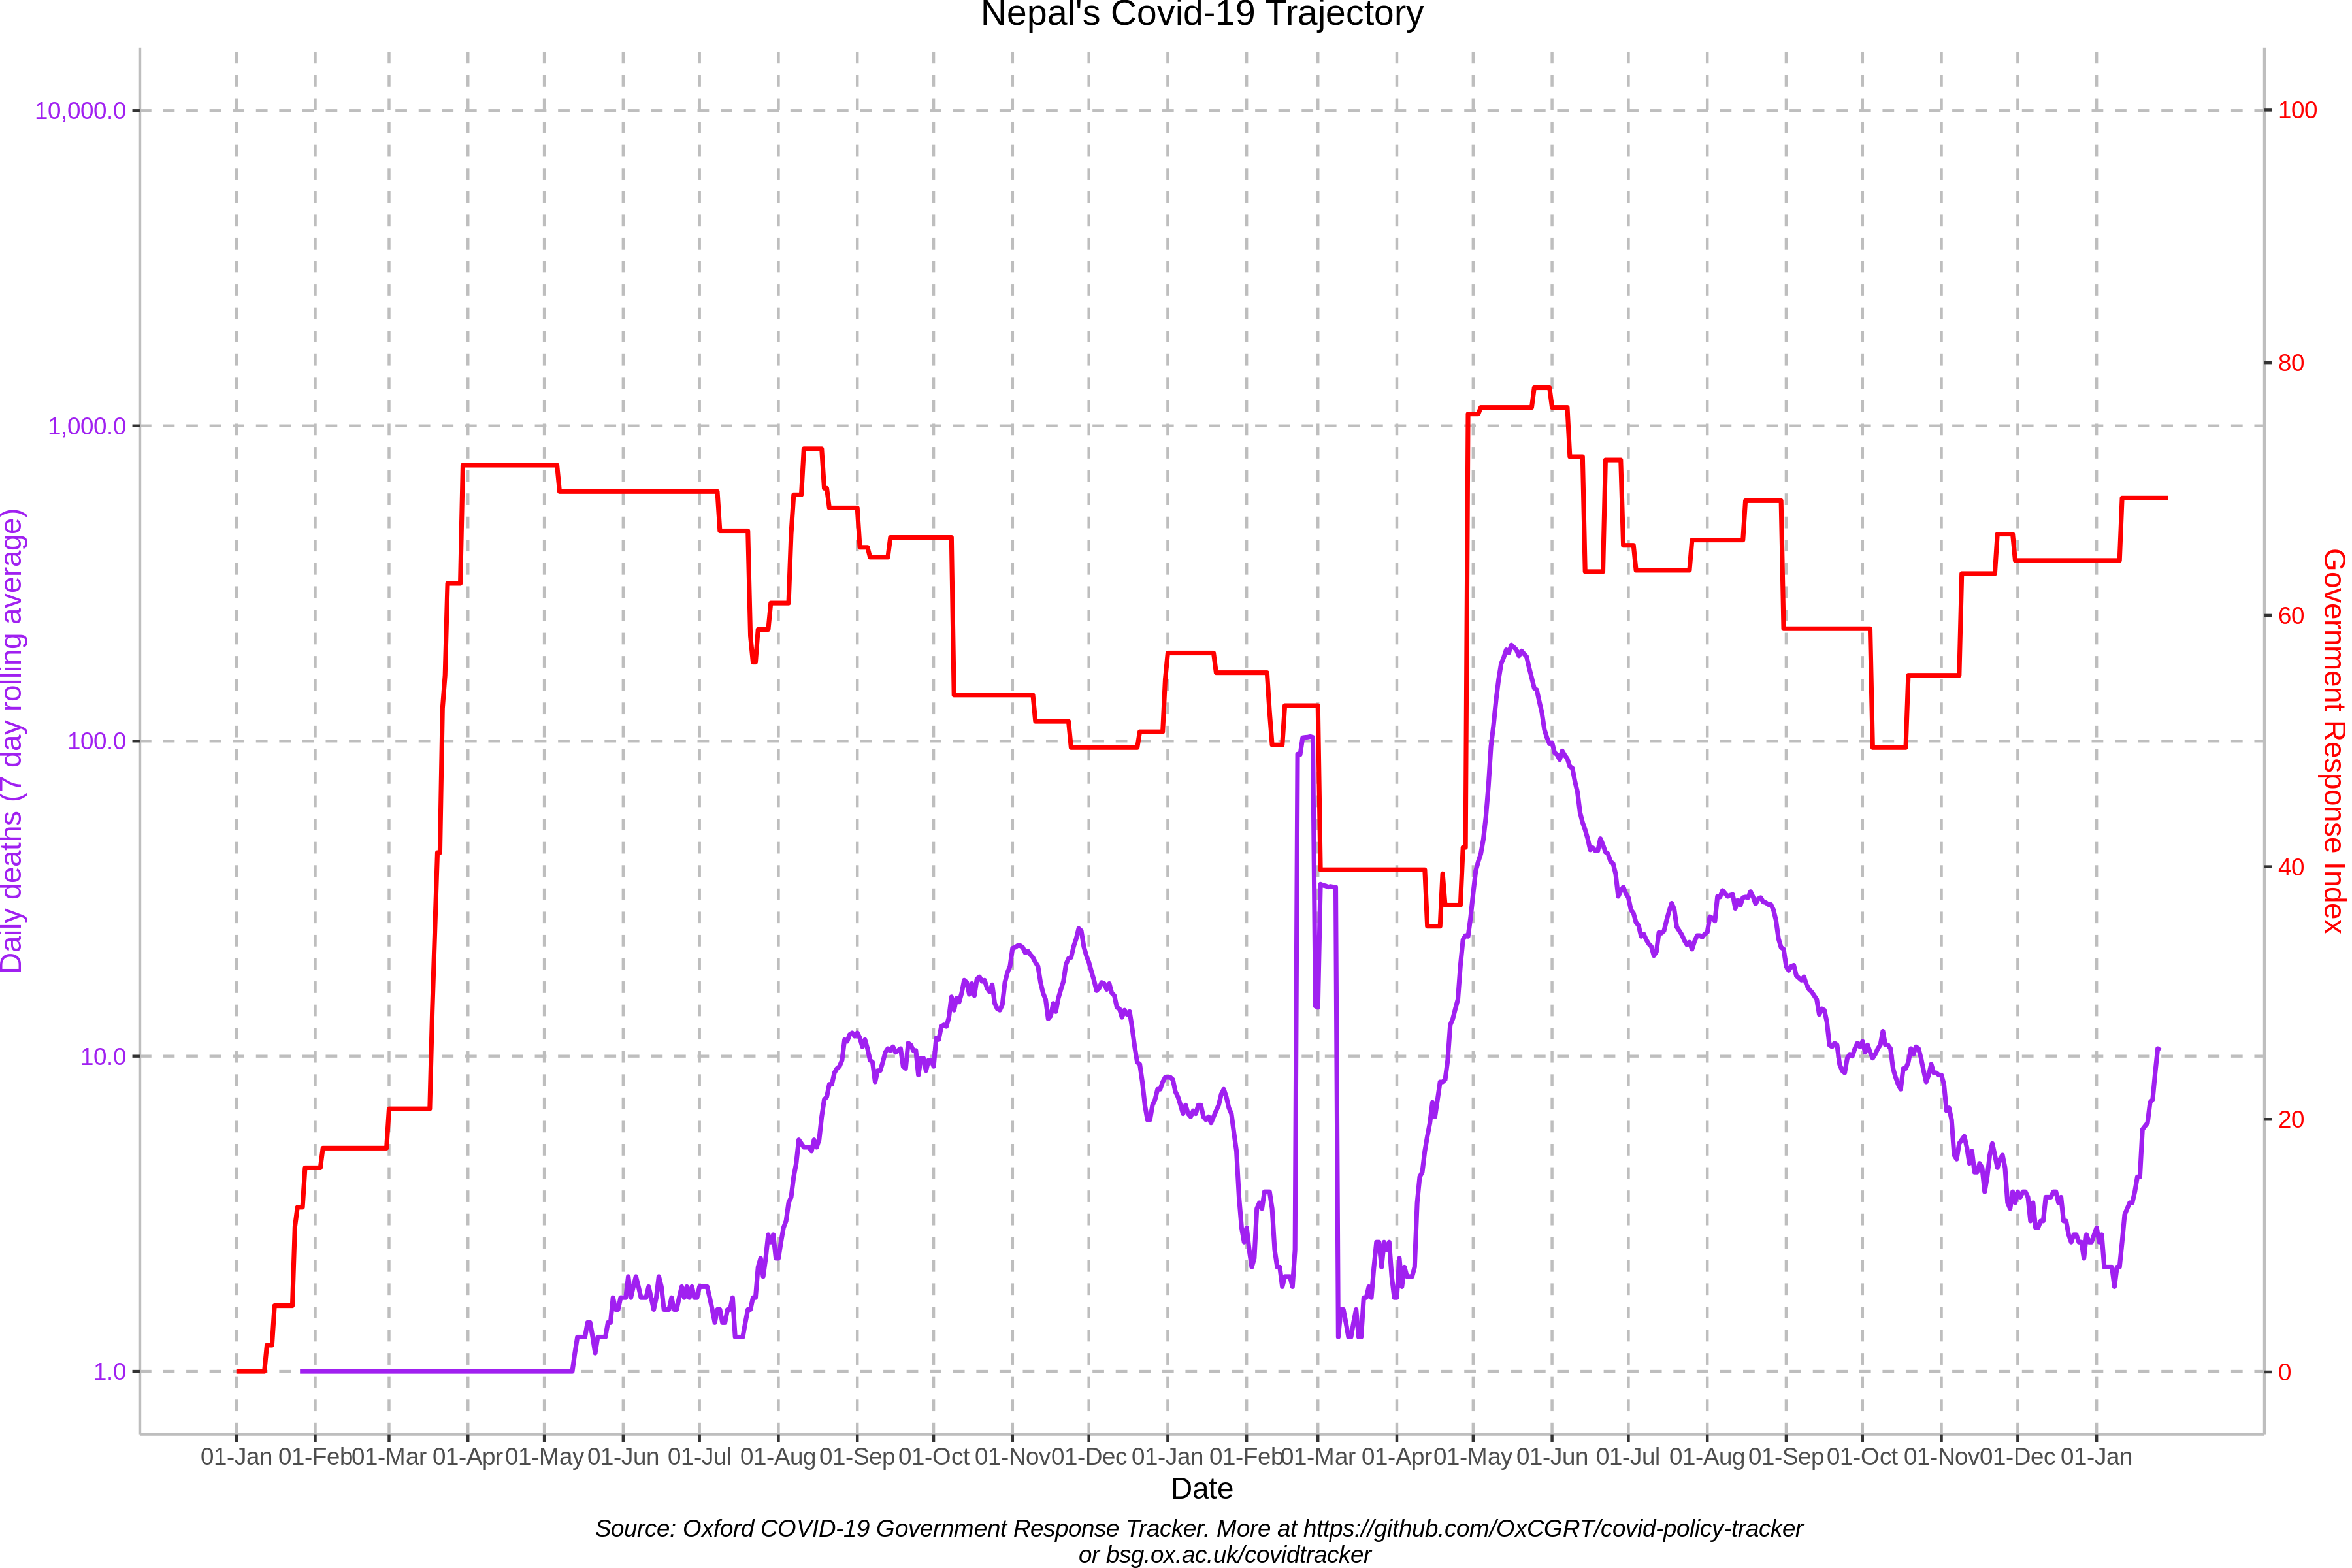 Nepal's Covid-19 Trajectory
10,000.0
1,000.0
100.0
10.0
1.0
Daily deaths (7 day rolling average)
100
80
60
40
20
0
Government Response Index
01-Jan 01-Feb 01-Mar 01-Apr 01-May 01-Jun 01-Jul 01-Aug 01-Sep 01-Oct 01-Nov 01-Dec 01-Jan 01-Feb 01-Mar 01-Apr 01-May 01-Jun 01-Jul 01-Aug 01-Sep 01-Oct 01-Nov 01-Dec 01-Jan
Date
Source: Oxford COVID-19 Government Response Tracker. More at https://github.com/OxCGRT/covid-policy-tracker
or bsg.ox.ac.uk/covidtracker